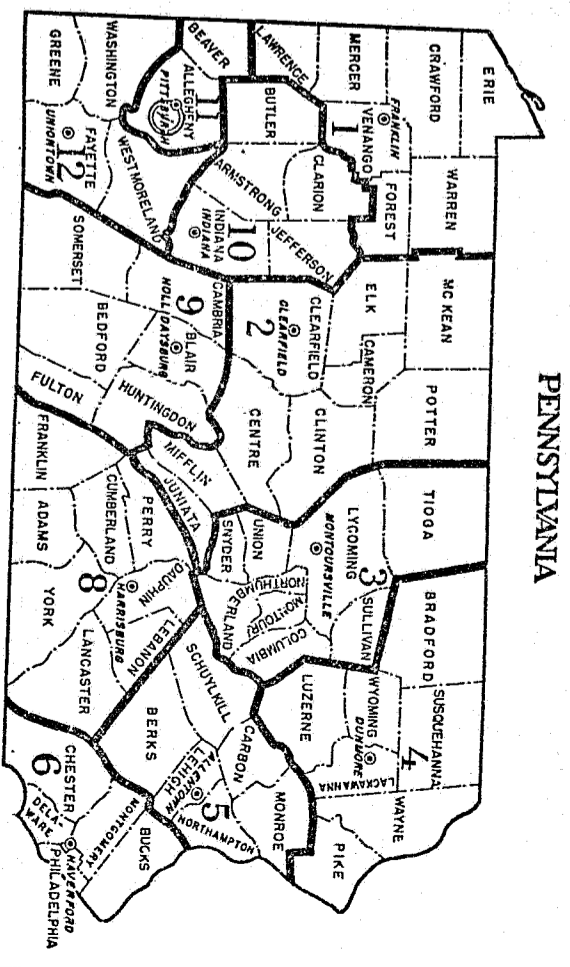 PENNSYLVANIA
ERIE
CRAWFORD
MERCER
LAWRENCE
BEAVER
WASHINGTON
GREENE
WARREN
FOREST
FRANKLIN
VENANGO
1
BUTLER
CLARION
ARMSTRONG
JEFFERSON
INDIANA
INDIANA
10
11
ALLEGHENY
PITTSBURGH
WESTMORELAND
FAYETTE
UNIONTOWN
12
MC KEAN
ELK
CAMERON
CLEARFIELD
CLEARFIELD
2
CENTRE
CLINTON
POTTER
CAMBRIA
BLAIR
HOLLIDAYSBURG
9
SOMERSET
BEDFORD
FULTON
HUNTINGDON
TIOGA
LYCOMING
MONTOURSVILLE
3
SULLIVAN
UNION
SNYDER
NORTHUMBERLAND
MONTOUR
COLUMBIA
MIFFLIN
JUNIATA
PERRY
CUMBERLAND
FRANKLIN
ADAMS
YORK
DAUPHIN
HARRISBURG
8
LEBANON
LANCASTER
BRADFORD
SUSQUEHANNA
WYOMING
DUNMORE
4
LACKAWANNA
LUZERNE
WAYNE
PIKE
MONROE
CARBON
SCHUYLKILL
BERKS
LEHIGH
ALLENTOWN
5
NORTHAMPTON
BUCKS
MONTGOMERY
CHESTER
6
DELA-
WARE
HAVERFORD
PHILADELPHIA